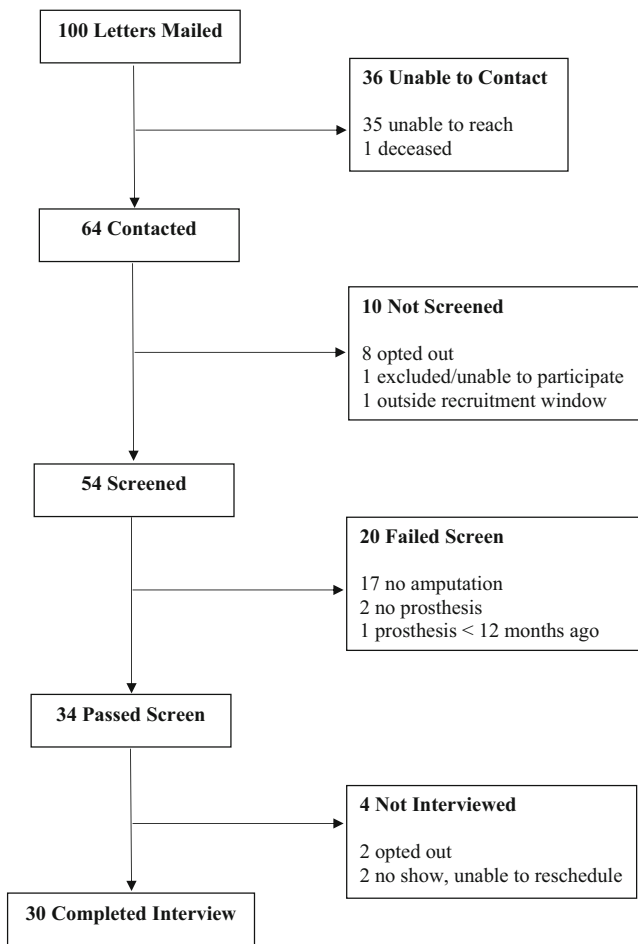 100 Letters Mailed
36 Unable to Contact
35 unable to reach
1 deceased
64 Contacted
10 Not Screened
8 opted out
1 excluded/unable to participate
1 outside recruitment window
54 Screened
20 Failed Screen
17 no amputation
2 no prosthesis
1 prosthesis < 12 months ago
34 Passed Screen
4 Not Interviewed
2 opted out
2 no show, unable to reschedule
30 Completed Interview